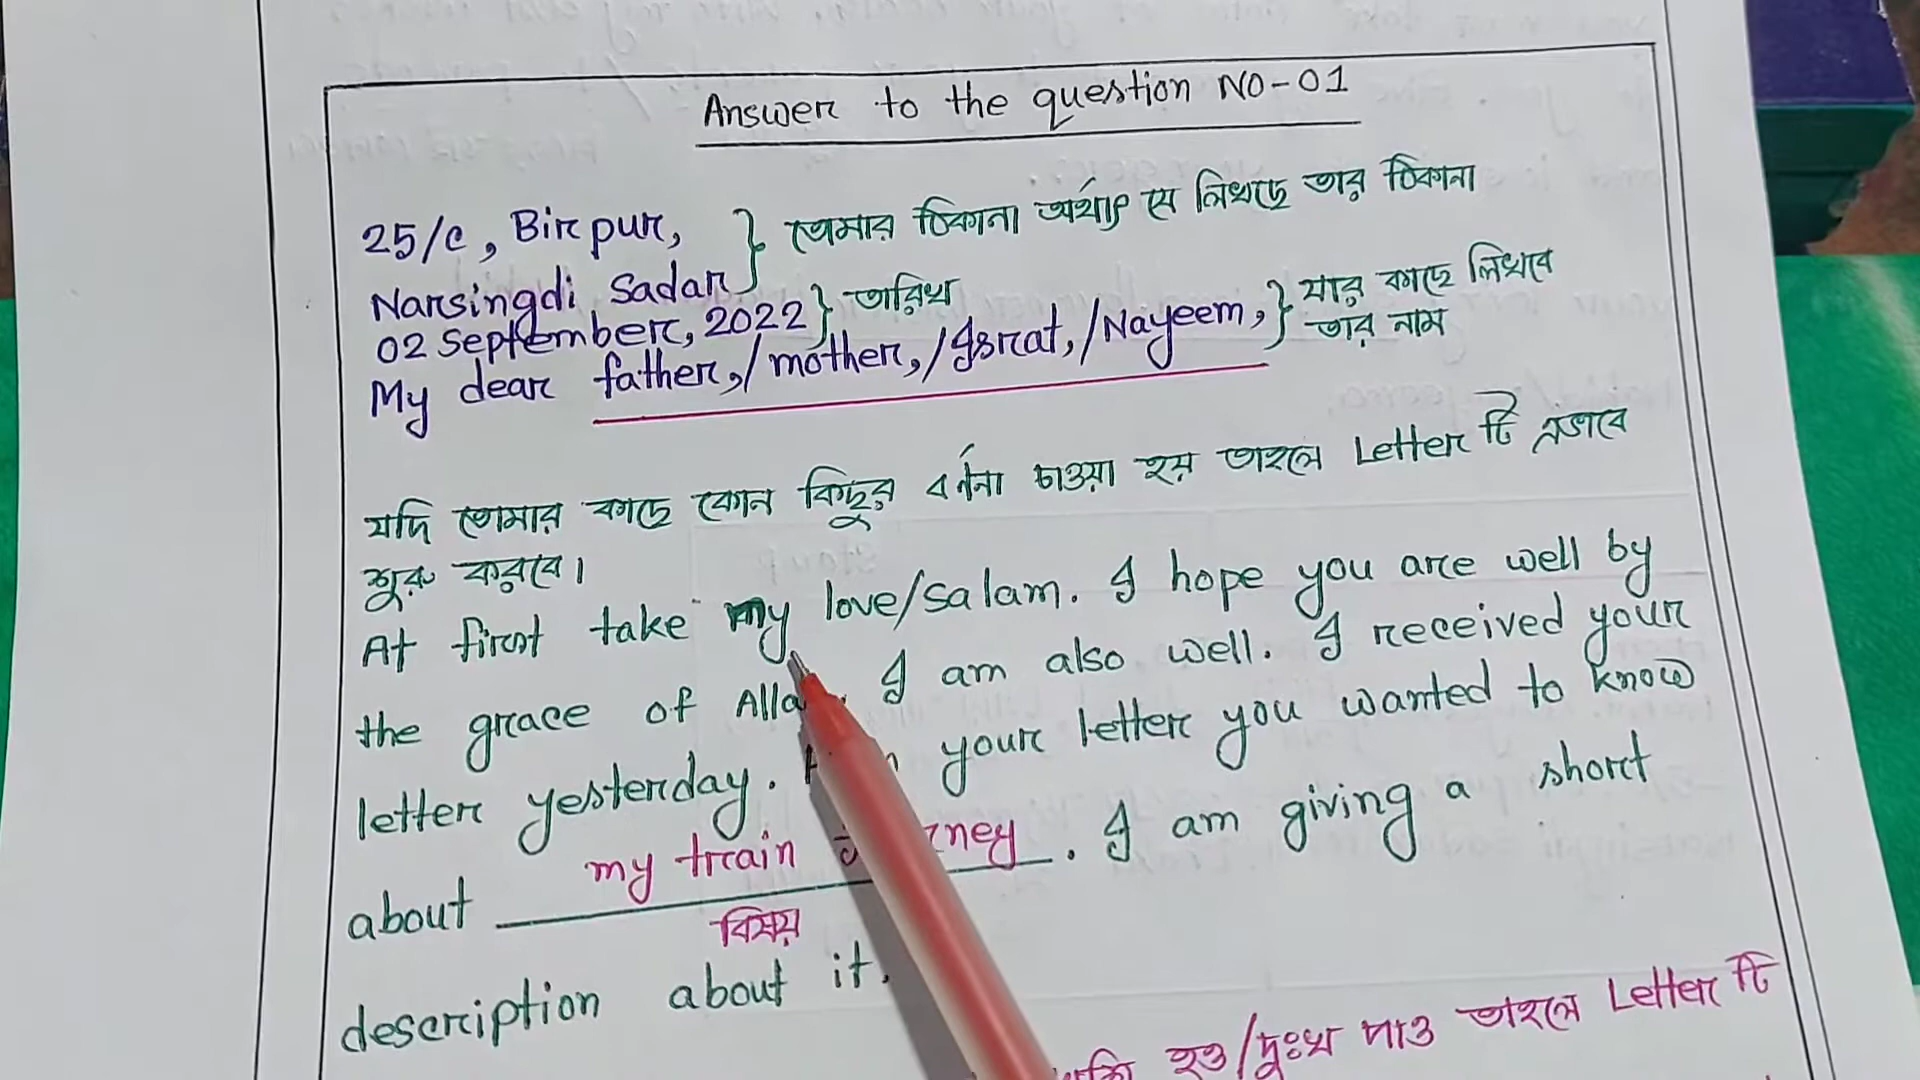 Answer to the question NO-01
25/c, Birpur, } তোমার ঠিকানা অর্থাৎ যে লিখছে তার ঠিকানা
Narsingdi Sadar
02 September, 2022 } তারিখ
My dear father,/mother,/Israt,/Nayeem, } যার কাছে লিখবে তার নাম
যদি তোমার কাছে কোন কিছুর বর্ণনা চাওয়া হয় তাহলে Letter টি এভাবে
শুরু করবে।
At first take my love/salam. I hope you are well by
the grace of I am also well. I received your
letter yesterday. your letter you wanted to know
about my train . I am giving a short
বিষয়
description about it.
হও/দুঃখ পাও তাহলে Letter টি